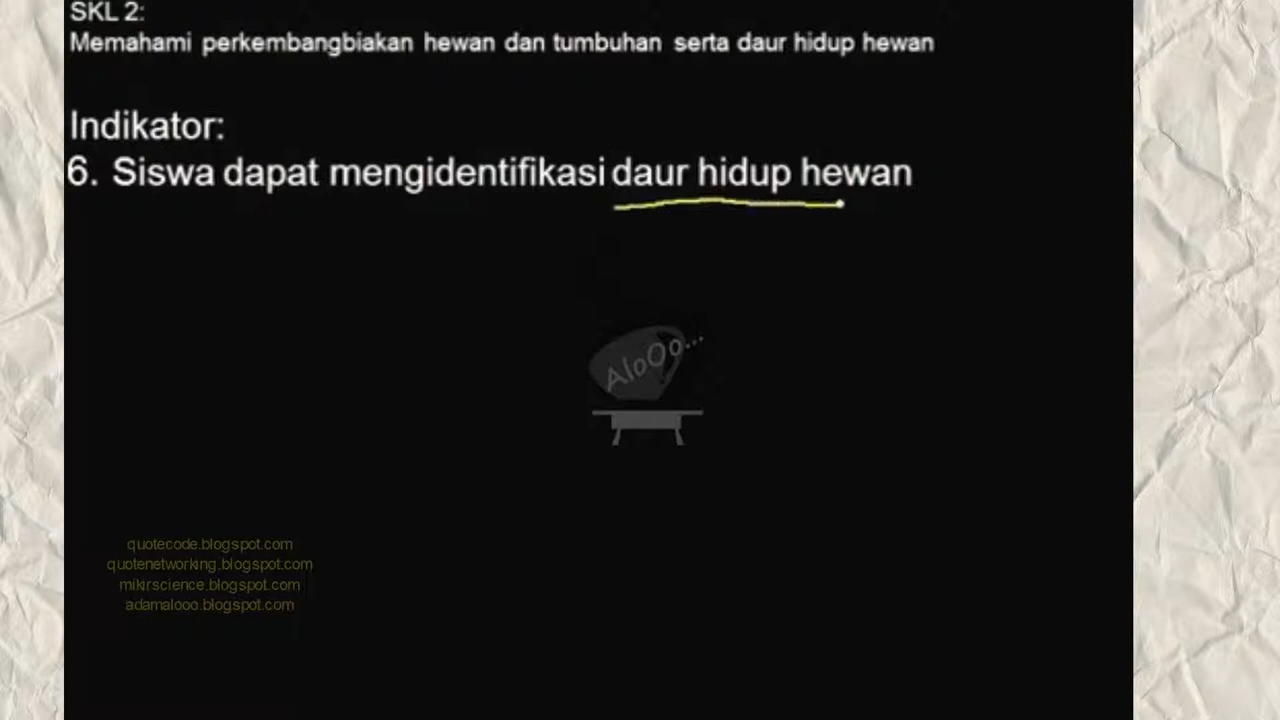 SKL 2:
Memahami perkembangbiakan hewan dan tumbuhan serta daur hidup hewan
Indikator:
6. Siswa dapat mengidentifikasi daur hidup hewan
AloOo...
quotecode.blogspot.com
quotenetworking.blogspot.com
mikirscience.blogspot.com
adamalooo.blogspot.com